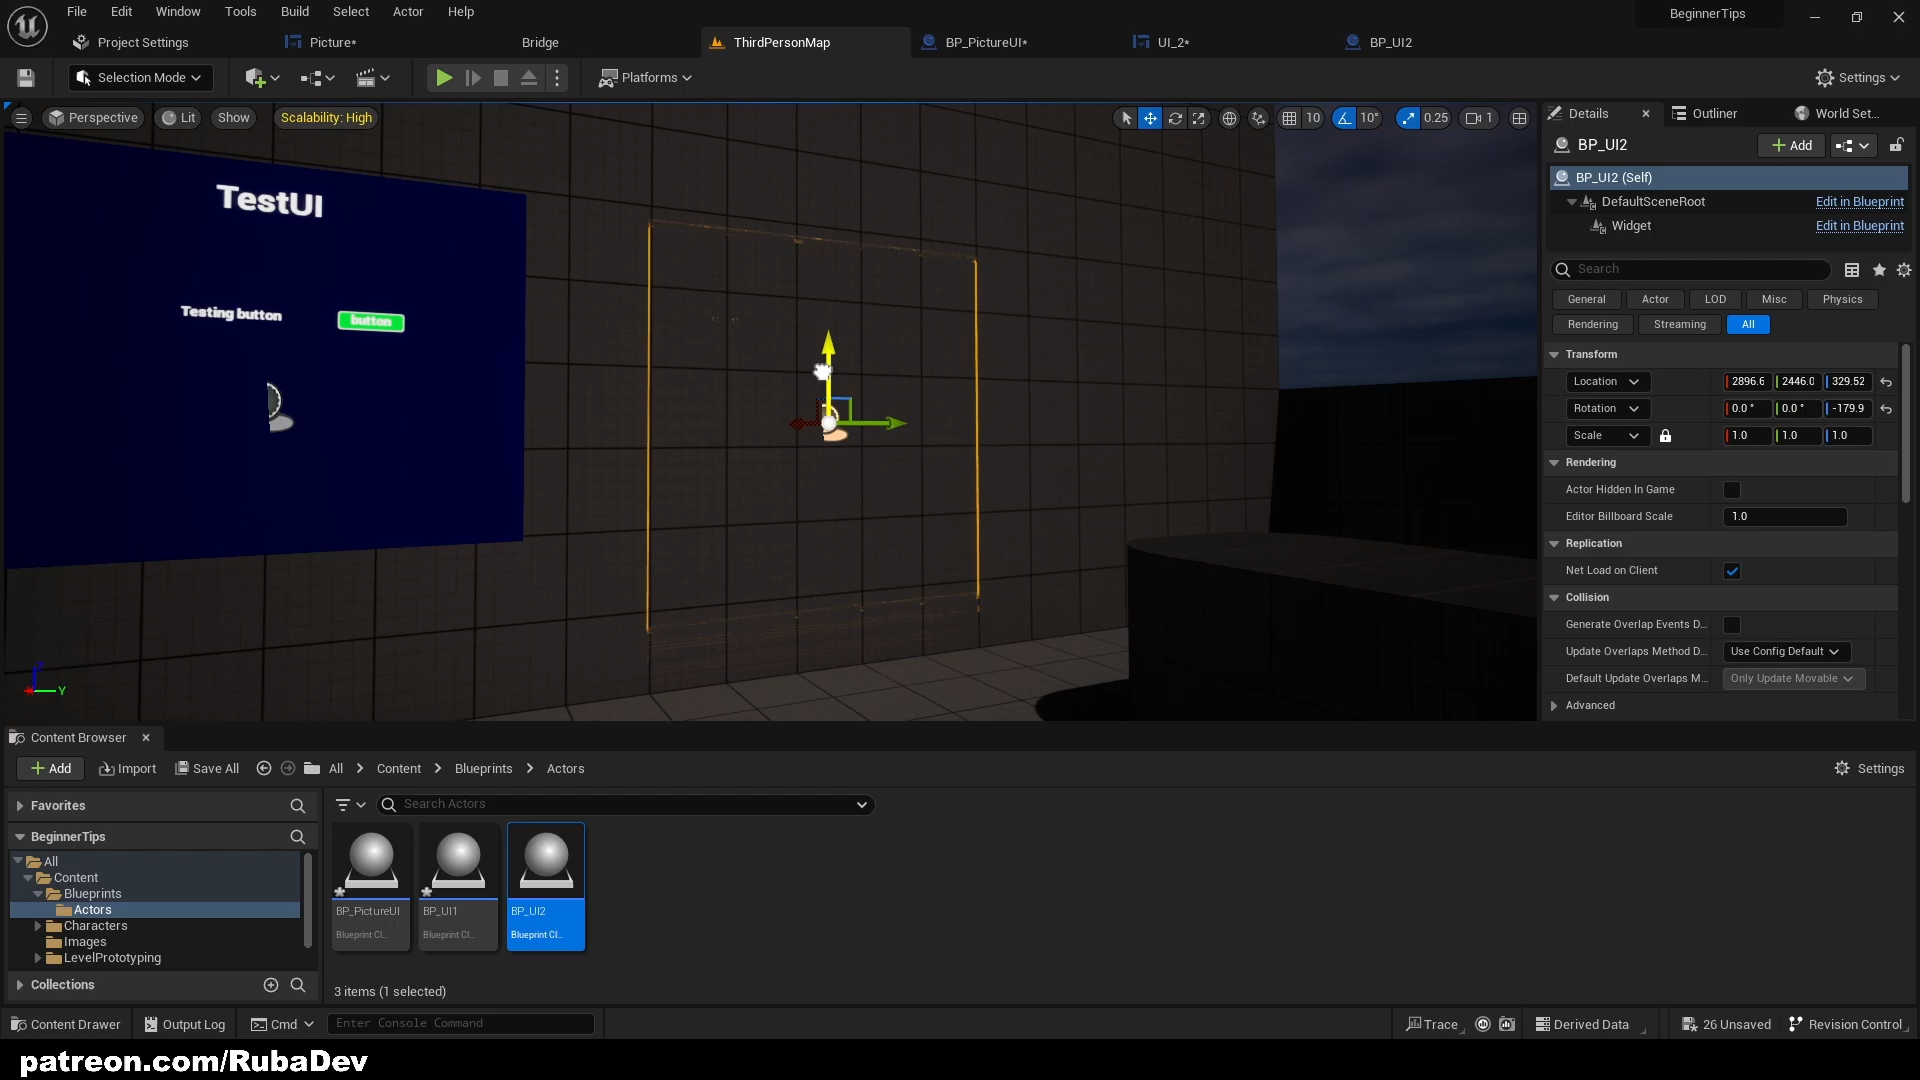 File Edit Window Tools Build Select Actor Help
BeginnerTips
Project Settings
Picture*
Bridge
ThirdPersonMap
BP_PictureUI*
UI_2*
BP_UI2
Selection Mode
Platforms
Settings
Perspective
Lit
Show
Scalability: High
10
10°
0.25
1
TestUI
Testing button
button
Y
Details
Outliner
World Set...
BP_UI2
Add
BP_UI2 (Self)
DefaultSceneRoot
Edit in Blueprint
Widget
Edit in Blueprint
Search
General
Actor
LOD
Misc
Physics
Rendering
Streaming
All
Transform
Location
2896.6
2446.0
329.52
Rotation
0.0 °
0.0 °
-179.9
Scale
1.0
1.0
1.0
Rendering
Actor Hidden In Game
Editor Billboard Scale
1.0
Replication
Net Load on Client
Collision
Generate Overlap Events D...
Update Overlaps Method D...
Use Config Default
Default Update Overlaps M...
Only Update Movable
Advanced
Content Browser
Add
Import
Save All
All
Content
Blueprints
Actors
Settings
Favorites
BeginnerTips
All
Content
Blueprints
Actors
Characters
Images
LevelPrototyping
Collections
Search Actors
BP_PictureUI
Blueprint Cl...
BP_UI1
Blueprint Cl...
BP_UI2
Blueprint Cl...
3 items (1 selected)
Content Drawer
Output Log
Cmd
Enter Console Command
Trace
Derived Data
26 Unsaved
Revision Control
patreon.com/RubaDev